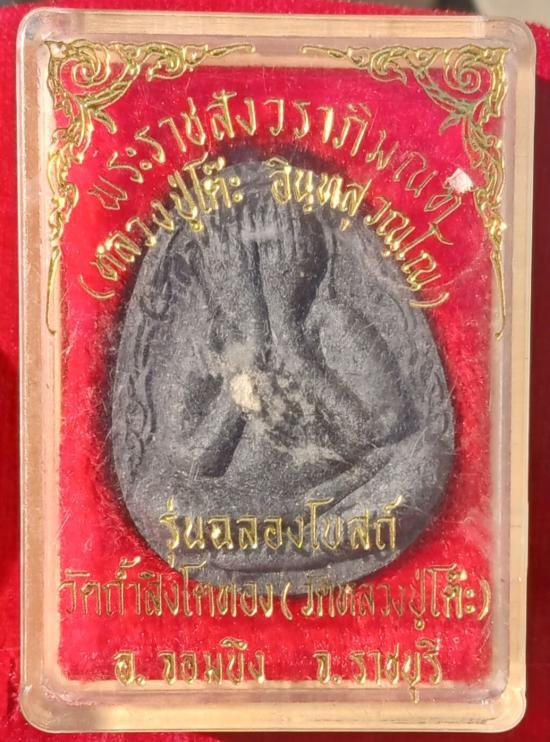 พระราชสังวราภิมณฑ์
(หลวงปู่โต๊ะ อินฺทสุวณฺโณ)
รุ่นฉลองโบสถ์
วัดถ้ำสิงโตทอง (วัดหลวงปู่โต๊ะ)
อ. จอมบึง จ. ราชบุรี